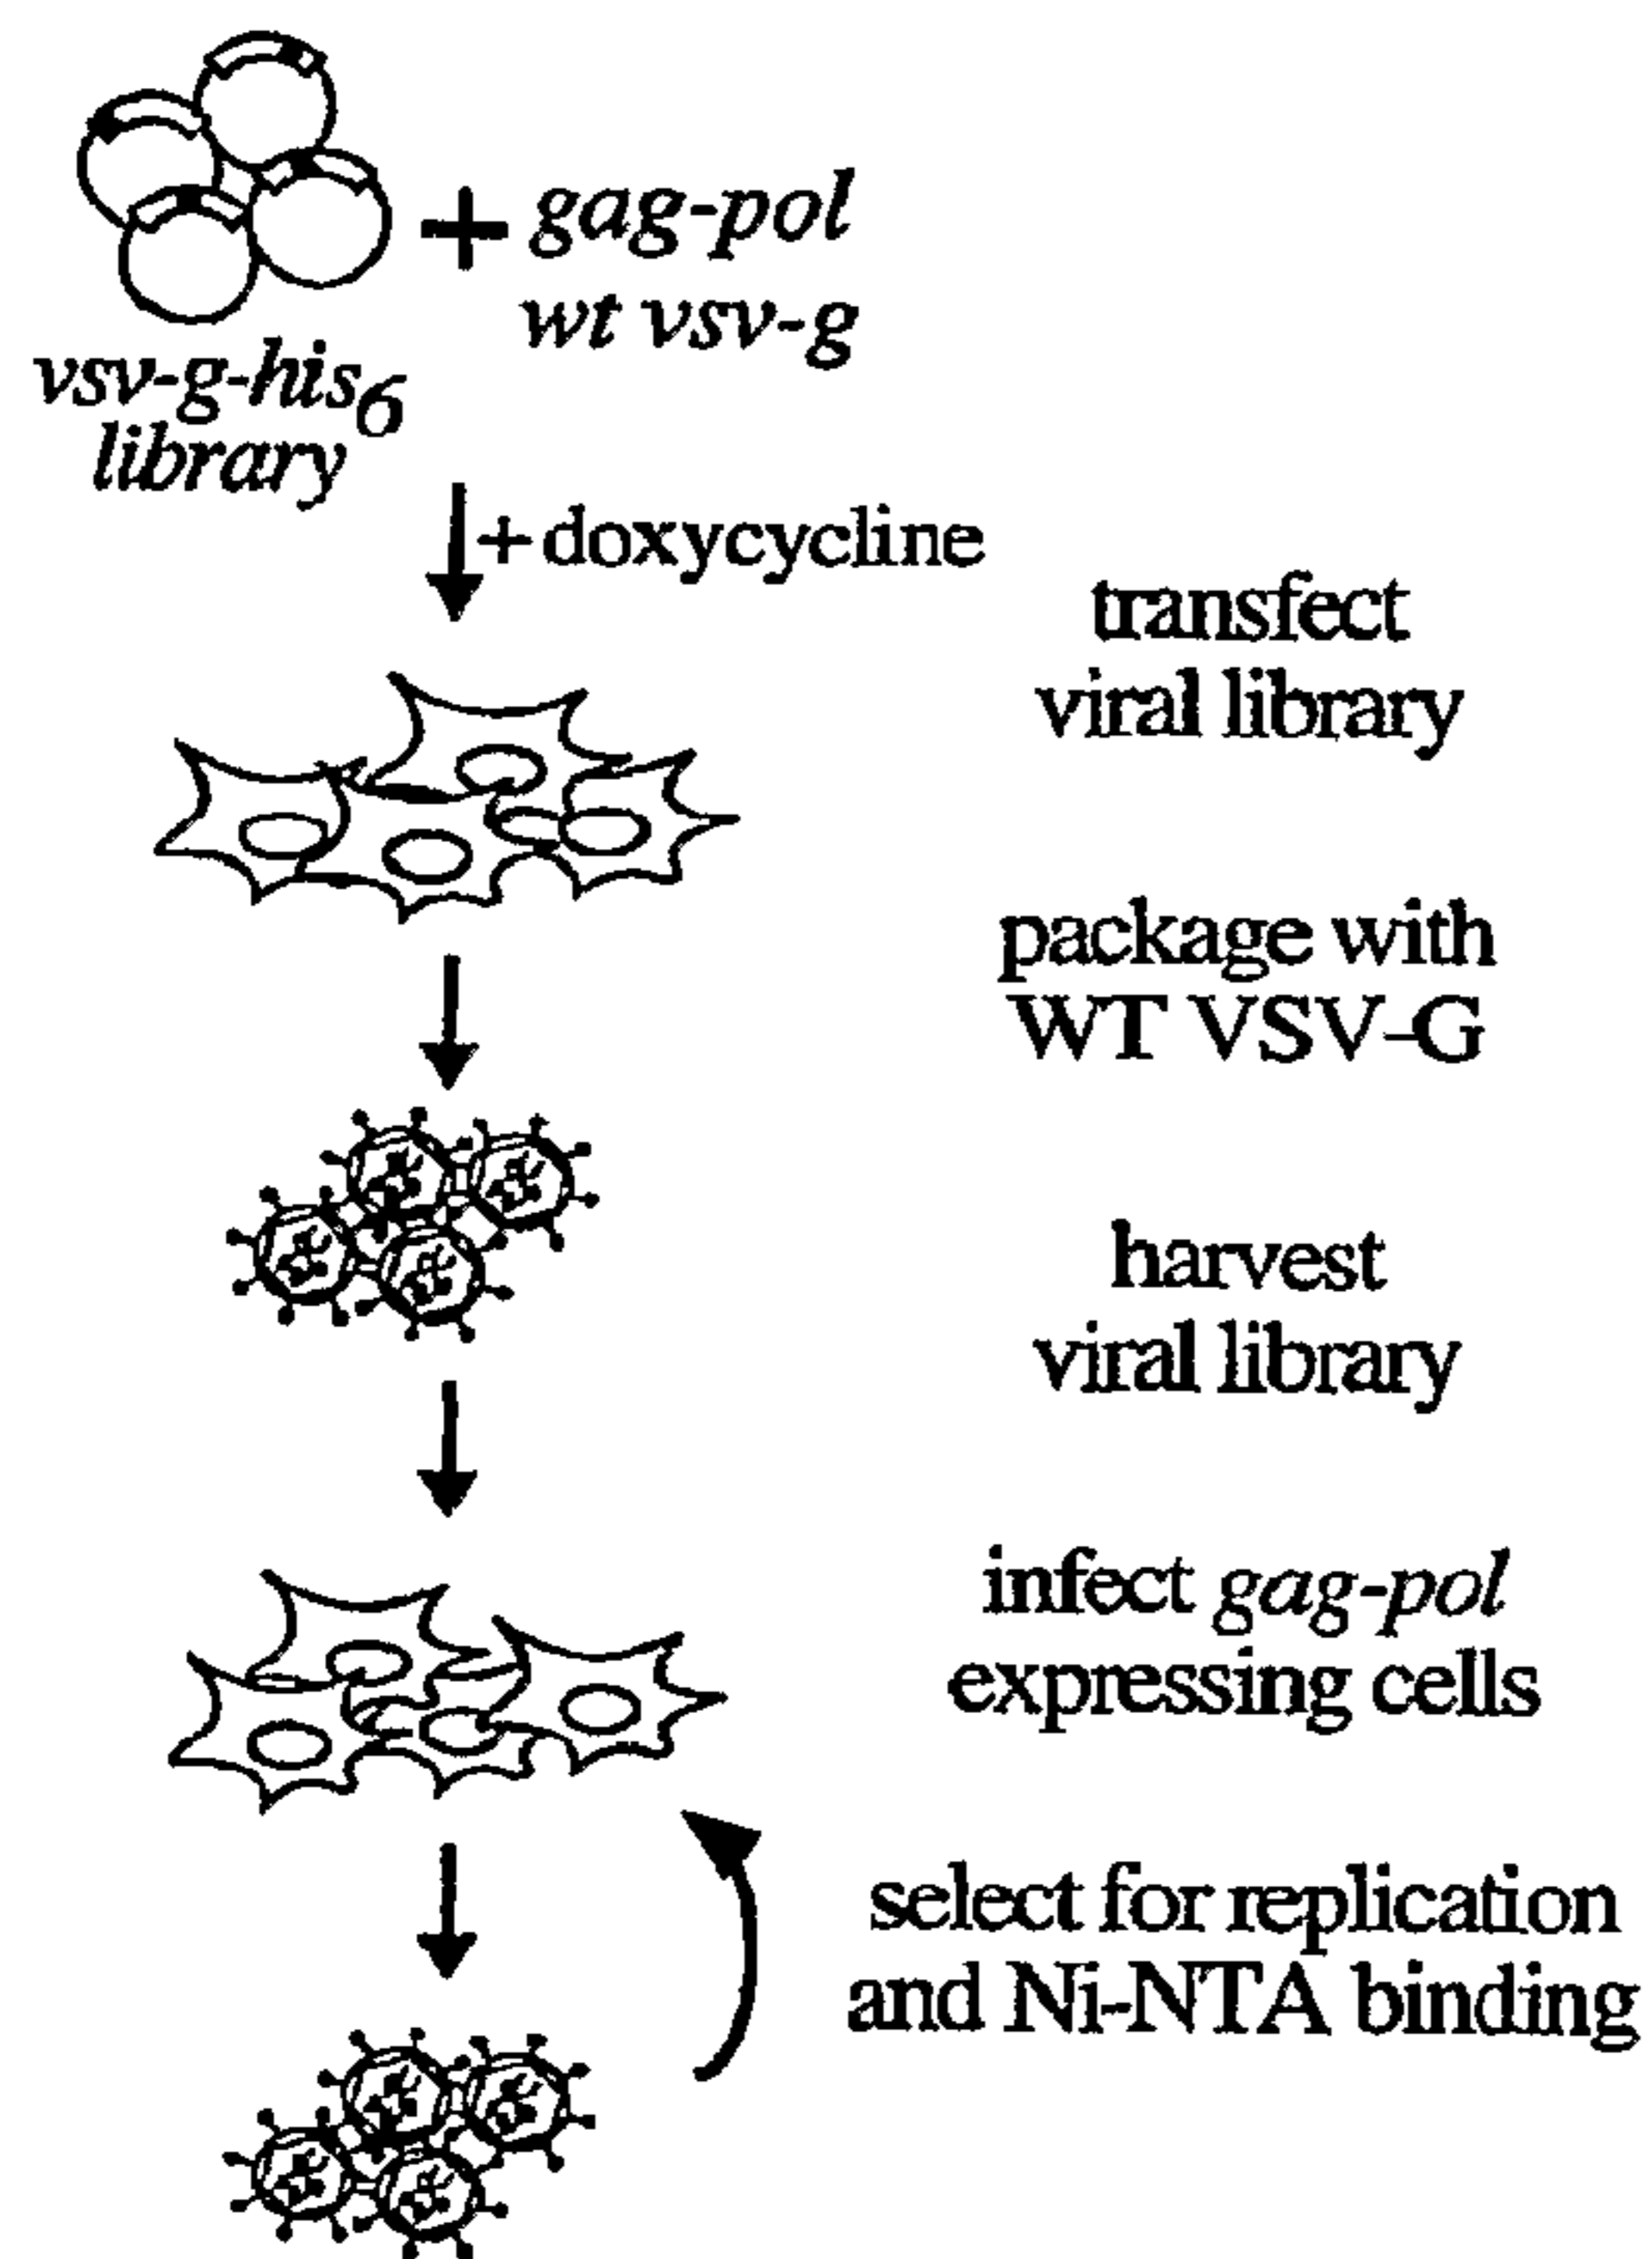 + gag-pol
wt vsv-g
vsv-g-his6
library
+doxycycline
transfect
viral library
package with
WT VSV-G
harvest
viral library
infect gag-pol
expressing cells
select for replication
and Ni-NTA binding